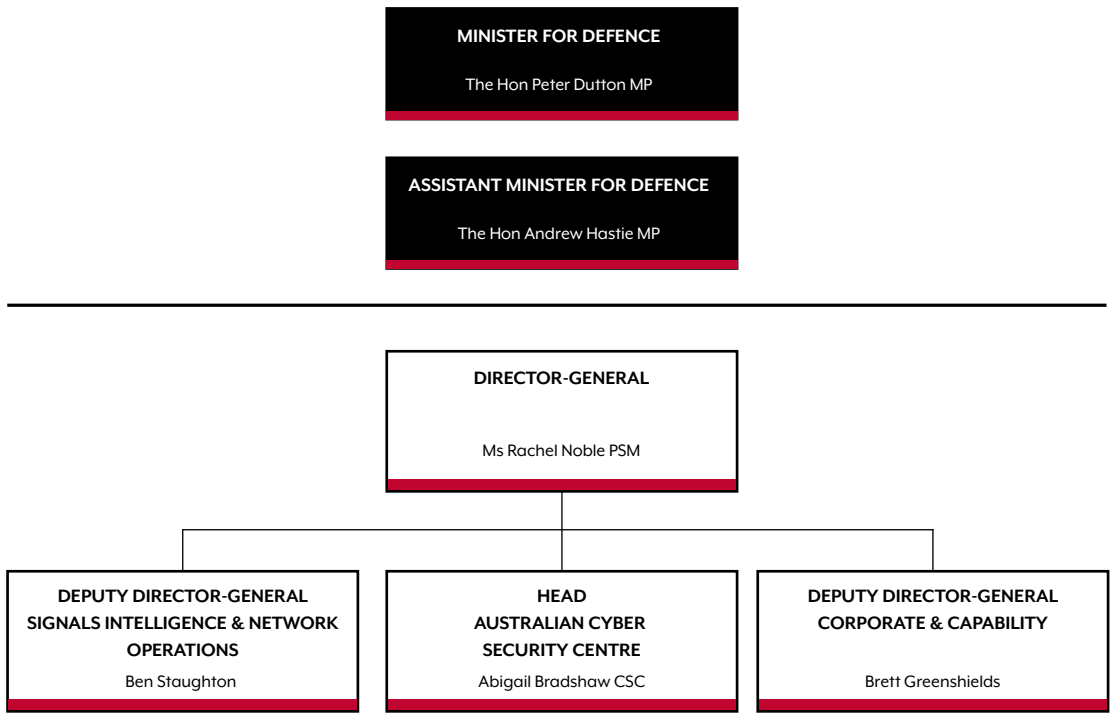 MINISTER FOR DEFENCE
The Hon Peter Dutton MP
ASSISTANT MINISTER FOR DEFENCE
The Hon Andrew Hastie MP
DIRECTOR-GENERAL
Ms Rachel Noble PSM
DEPUTY DIRECTOR-GENERAL
SIGNALS INTELLIGENCE & NETWORK
OPERATIONS
Ben Staughton
HEAD
AUSTRALIAN CYBER
SECURITY CENTRE
Abigail Bradshaw CSC
DEPUTY DIRECTOR-GENERAL
CORPORATE & CAPABILITY
Brett Greenshields